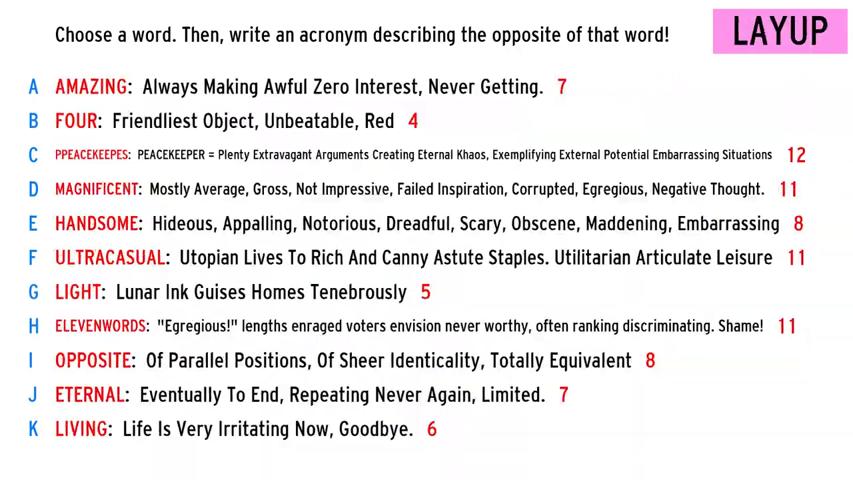 Choose a word. Then, write an acronym describing the opposite of that word!
LAYUP
A AMAZING: Always Making Awful Zero Interest, Never Getting. 7
B FOUR: Friendliest Object, Unbeatable, Red 4
C PPEACEKEEPES: PEACEKEEPER = Plenty Extravagant Arguments Creating Eternal Khaos, Exemplifying External Potential Embarrassing Situations 12
D MAGNIFICENT: Mostly Average, Gross, Not Impressive, Failed Inspiration, Corrupted, Egregious, Negative Thought. 11
E HANDSOME: Hideous, Appalling, Notorious, Dreadful, Scary, Obscene, Maddening, Embarrassing 8
F ULTRACASUAL: Utopian Lives To Rich And Canny Astute Staples. Utilitarian Articulate Leisure 11
G LIGHT: Lunar Ink Guises Homes Tenebrously 5
H ELEVENWORDS: "Egregious!" lengths enraged voters envision never worthy, often ranking discriminating. Shame! 11
I OPPOSITE: Of Parallel Positions, Of Sheer Identicality, Totally Equivalent 8
J ETERNAL: Eventually To End, Repeating Never Again, Limited. 7
K LIVING: Life Is Very Irritating Now, Goodbye. 6